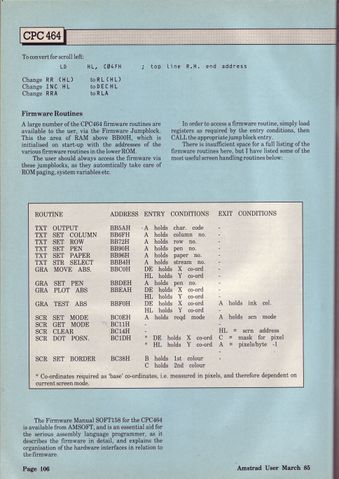 CPC 464
To convert for scroll left:
LD HL, C04FH ; top line R.H. end address
Change RR (HL) to RL (HL)
Change INC HL to DEC HL
Change RRA to RLA
Firmware Routines
A large number of the CPC464 firmware routines are
available to the user, via the Firmware Jumpblock.
This the area of RAM above BB00H, which is
initialised on start-up with the addresses of the
various firmware routines in the lower ROM.
The user should always access the firmware via
these jumpblocks, as they automtically take care of
ROM paging, system variables etc.
In order to access a firmware routine, simply load
registers as required by the entry conditions, then
CALL the appropriate jump block entry.
There is insufficient space for a full listing of the
firmware routines here, but I have listed some of the
most useful screen handling routines below:
ROUTINE ADDRESS ENTRY CONDITIONS EXIT CONDITIONS
TXT OUTPUT BB5AH A holds char. code -
TXT SET COLUMN BB6FH A holds column no. -
TXT SET ROW BB72H A holds row no. -
TXT SET PEN BB90H A holds pen no. -
TXT SET PAPER BB96H A holds paper no. -
TXT STR SELECT BBB4H A holds stream no. -
GRA MOVE ABS. BBC0H DE holds X co-ord -
HL holds Y co-ord
GRA SET PEN BBDEH A holds pen no. -
GRA PLOT ABS BBEAH DE holds X co-ord -
HL holds Y co-ord
GRA TEST ABS BBF0H DE holds X co-ord A holds ink col.
HL holds Y co-ord
SCR SET MODE BC0EH A holds reqd mode A holds scn mode
SCR GET MODE BC11H -
SCR CLEAR BC14H - HL = scrn address
SCR DOT POSN. BC1DH * DE holds X co-ord C = mask for pixel
* HL holds Y co-ord A = pixels/byte -1
SCR SET BORDER BC38H B holds 1st colour -
C holds 2nd colour
* Co-ordinates required as 'base' co-ordinates, i.e. measured in pixels, and therefore dependent on
current screen mode.
The Firmware Manual SOFT158 for the CPC464
is available from AMSOFT, and is an essential aid for
the serious assembly language programmer, as it
describes the firmware in detail, and explains the
organisation of the hardware interfaces in relation to
the firmware.
Page 106
Amstrad User March 85